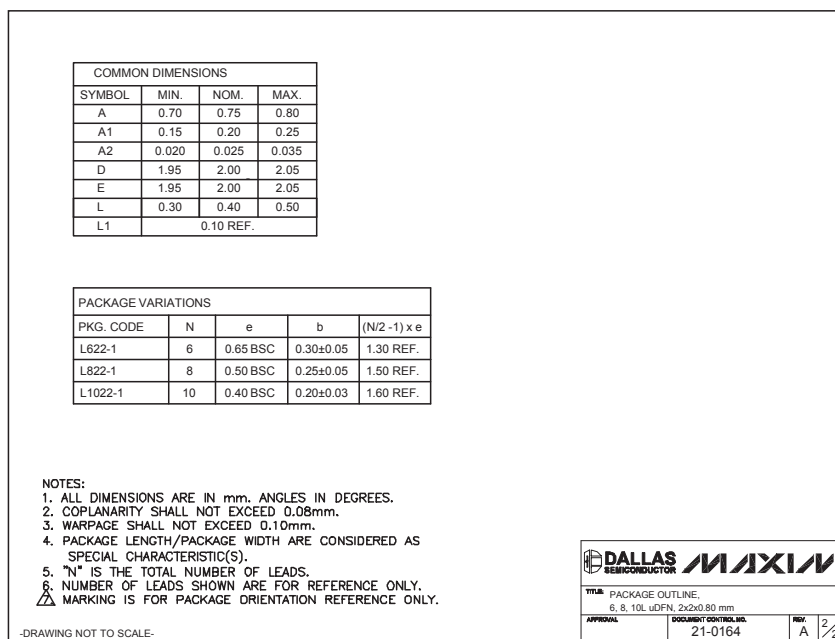 COMMON DIMENSIONS
SYMBOL MIN. NOM. MAX.
A 0.70 0.75 0.80
A1 0.15 0.20 0.25
A2 0.020 0.025 0.035
D 1.95 2.00 2.05
E 1.95 2.00 2.05
L 0.30 0.40 0.50
L1 0.10 REF.
PACKAGE VARIATIONS
PKG. CODE N e b (N/2 -1) x e
L622-1 6 0.65 BSC 0.30±0.05 1.30 REF.
L822-1 8 0.50 BSC 0.25±0.05 1.50 REF.
L1022-1 10 0.40 BSC 0.20±0.03 1.60 REF.
NOTES:
1. ALL DIMENSIONS ARE IN mm. ANGLES IN DEGREES.
2. COPLANARITY SHALL NOT EXCEED 0.08mm.
3. WARPAGE SHALL NOT EXCEED 0.10mm.
4. PACKAGE LENGTH/PACKAGE WIDTH ARE CONSIDERED AS
SPECIAL CHARACTERISTIC(S).
5. "N" IS THE TOTAL NUMBER OF LEADS.
6. NUMBER OF LEADS SHOWN ARE FOR REFERENCE ONLY.
7. MARKING IS FOR PACKAGE ORIENTATION REFERENCE ONLY.
-DRAWING NOT TO SCALE-
DALLAS SEMICONDUCTOR MAXIM
TITLE: PACKAGE OUTLINE,
6, 8, 10L uDFN, 2x2x0.80 mm
APPROVAL DOCUMENT CONTROL NO. REV.
21-0164 A 2/2